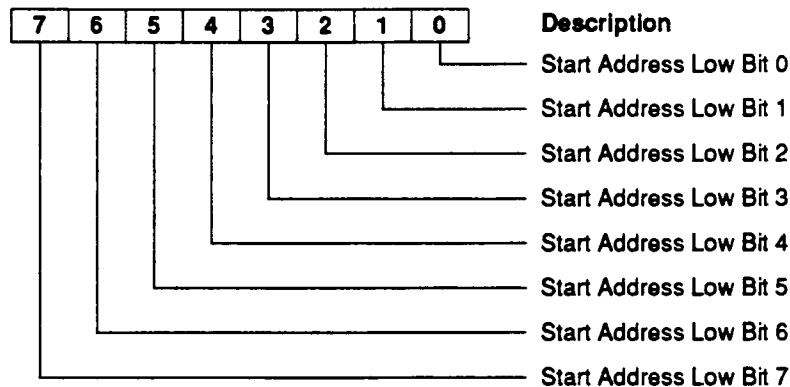 7 6 5 4 3 2 1 0 Description
Start Address Low Bit 0
Start Address Low Bit 1
Start Address Low Bit 2
Start Address Low Bit 3
Start Address Low Bit 4
Start Address Low Bit 5
Start Address Low Bit 6
Start Address Low Bit 7